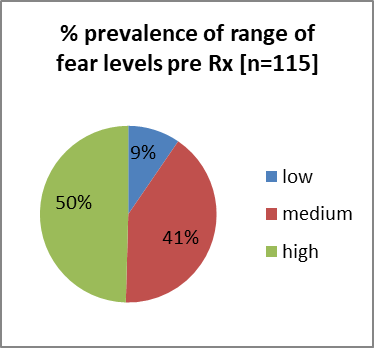 % prevalence of range of
fear levels pre Rx [n=115]
9%
50%
41%
low
medium
high